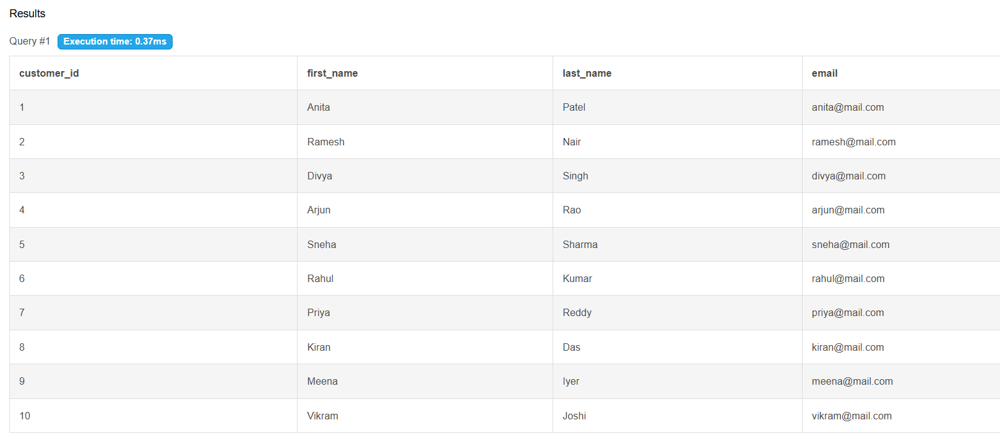 Results
Query #1 Execution time: 0.37ms
customer_id first_name last_name email
1 Anita Patel anita@mail.com
2 Ramesh Nair ramesh@mail.com
3 Divya Singh divya@mail.com
4 Arjun Rao arjun@mail.com
5 Sneha Sharma sneha@mail.com
6 Rahul Kumar rahul@mail.com
7 Priya Reddy priya@mail.com
8 Kiran Das kiran@mail.com
9 Meena Iyer meena@mail.com
10 Vikram Joshi vikram@mail.com